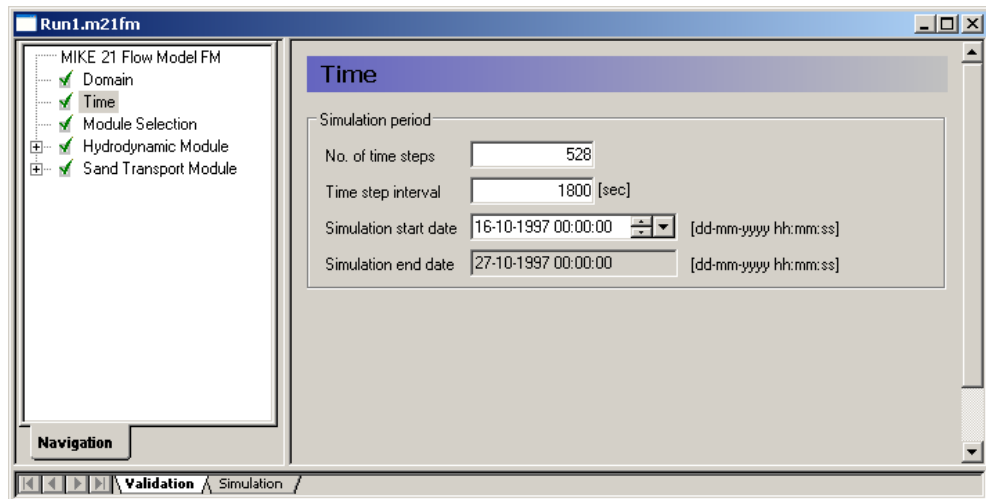 Run1.m21fm
MIKE 21 Flow Model FM
Domain
Time
Module Selection
Hydrodynamic Module
Sand Transport Module
Navigation
Time
Simulation period
No. of time steps 528
Time step interval 1800 [sec]
Simulation start date 16-10-1997 00:00:00 [dd-mm-yyyy hh:mm:ss]
Simulation end date 27-10-1997 00:00:00 [dd-mm-yyyy hh:mm:ss]
Validation Simulation